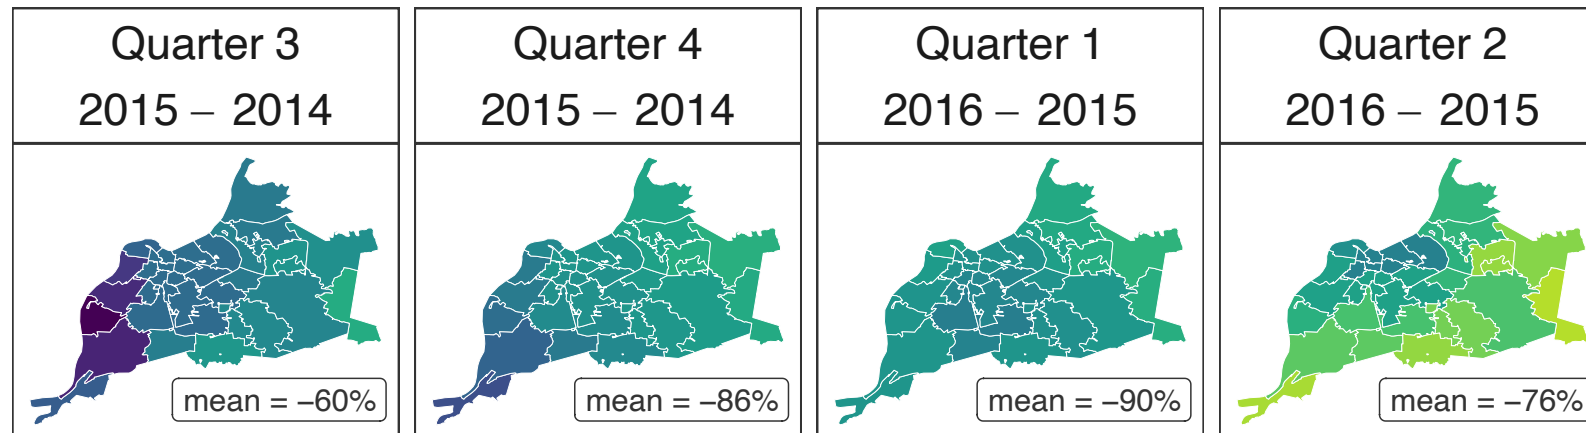 Quarter 3
2015 – 2014
mean = −60%
Quarter 4
2015 – 2014
mean = −86%
Quarter 1
2016 – 2015
mean = −90%
Quarter 2
2016 – 2015
mean = −76%